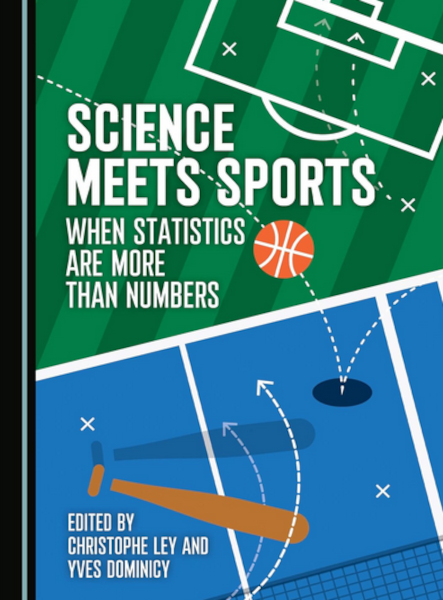 SCIENCE
MEETS SPORTS
WHEN STATISTICS
ARE MORE
THAN NUMBERS
EDITED BY
CHRISTOPHE LEY AND
YVES DOMINICY